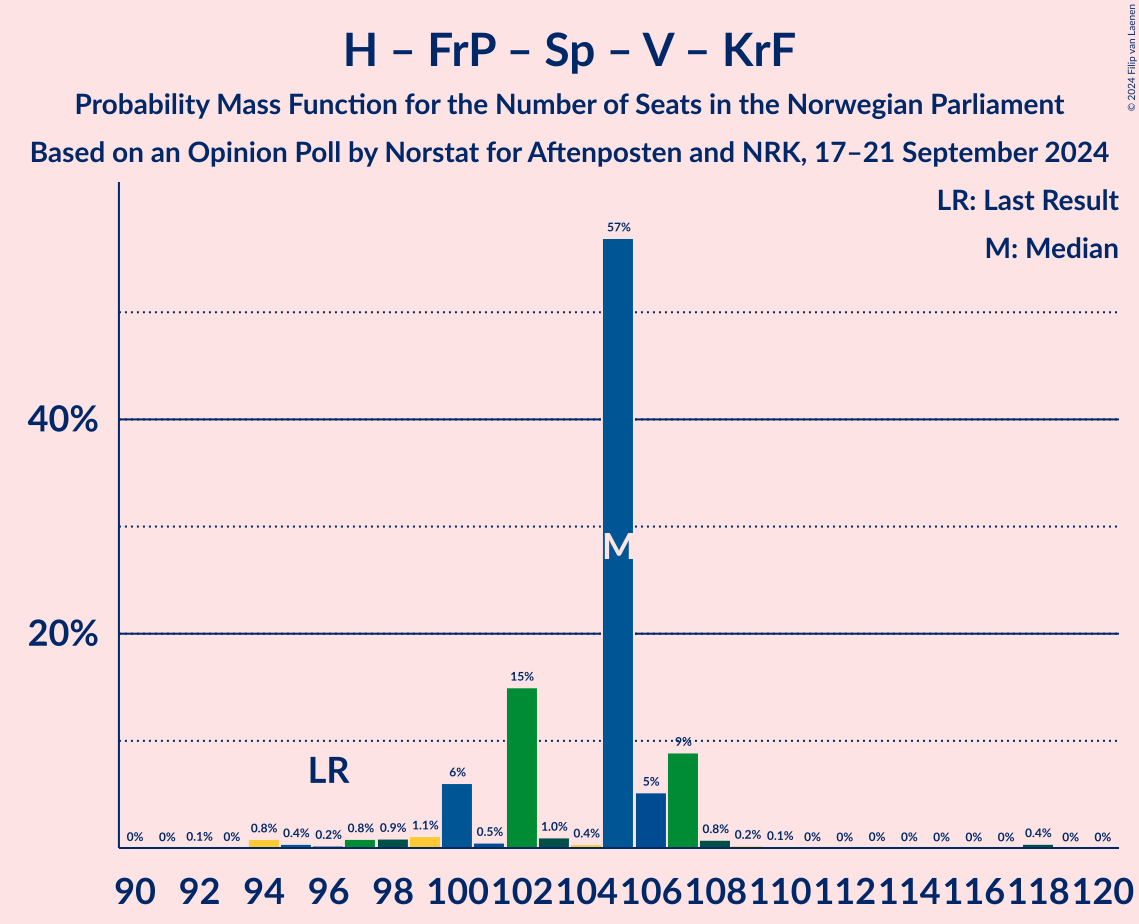 H – FrP – Sp – V – KrF
Probability Mass Function for the Number of Seats in the Norwegian Parliament
Based on an Opinion Poll by Norstat for Aftenposten and NRK, 17–21 September 2024
© 2024 Filip van Laenen
LR: Last Result
M: Median
40%
20%
LR
M
0% 0% 0.1% 0% 0.8% 0.4% 0.2% 0.8% 0.9% 1.1% 6% 0.5% 15% 1.0% 0.4% 57% 5% 9% 0.8% 0.2% 0.1% 0% 0% 0% 0% 0% 0% 0% 0.4% 0% 0%
90 92 94 96 98 100 102 104 106 108 110 112 114 116 118 120